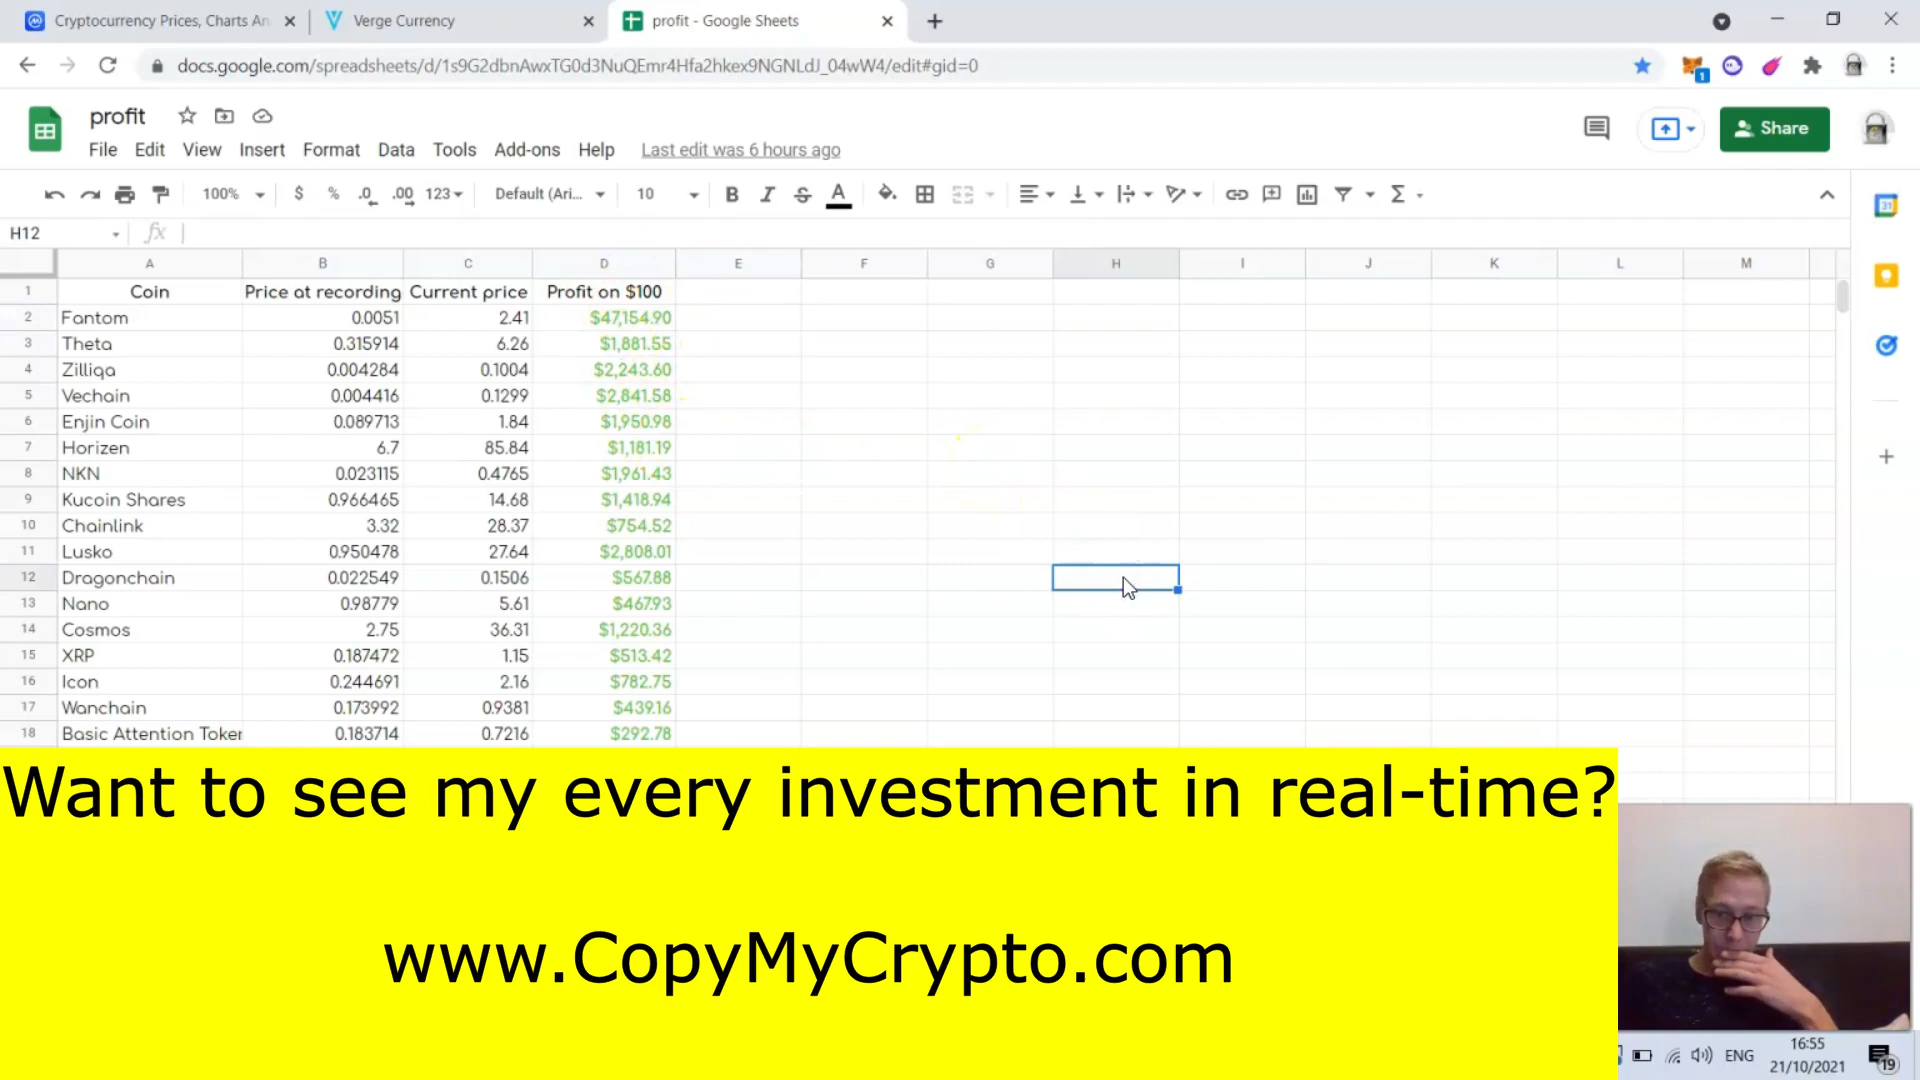 Cryptocurrency Prices, Charts An
Verge Currency
profit - Google Sheets
docs.google.com/spreadsheets/d/1s9G2dbnAwxTG0d3NuQEmr4Hfa2hkex9NGNLdJ_04wW4/edit#gid=0
1
profit
Share
File Edit View Insert Format Data Tools Add-ons Help Last edit was 6 hours ago
100% $ % .0 .00 123 Default (Ari... 10 B I S A
31
H12 fx
A B C D E F G H I J K L M
1 Coin Price at recording Current price Profit on $100
2 Fantom 0.0051 2.41 $47,154.90
3 Theta 0.315914 6.26 $1,881.55
4 Zilliqa 0.004284 0.1004 $2,243.60
5 Vechain 0.004416 0.1299 $2,841.58
6 Enjin Coin 0.089713 1.84 $1,950.98
7 Horizen 6.7 85.84 $1,181.19
8 NKN 0.023115 0.4765 $1,961.43
9 Kucoin Shares 0.966465 14.68 $1,418.94
10 Chainlink 3.32 28.37 $754.52
11 Lusko 0.950478 27.64 $2,808.01
12 Dragonchain 0.022549 0.1506 $567.88
13 Nano 0.98779 5.61 $467.93
14 Cosmos 2.75 36.31 $1,220.36
15 XRP 0.187472 1.15 $513.42
16 Icon 0.244691 2.16 $782.75
17 Wanchain 0.173992 0.9381 $439.16
18 Basic Attention Token 0.183714 0.7216 $292.78
Want to see my every investment in real-time?
www.CopyMyCrypto.com
ENG
16:55
21/10/2021
19